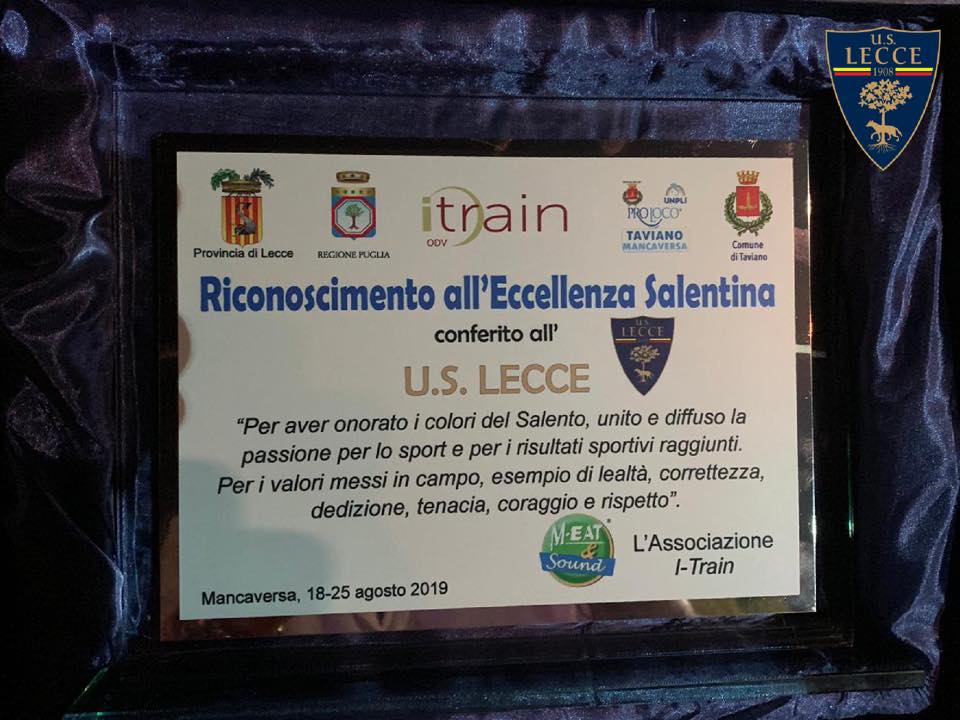 U.S.
LECCE
1908
Provincia di Lecce
REGIONE PUGLIA
itrain
ODV
UNPLI
PROLOCO
TAVIANO
MANCAVERSA
Comune
di Taviano
Riconoscimento all'Eccellenza Salentina
conferito all'
U.S.
LECCE
U.S. LECCE
“Per aver onorato i colori del Salento, unito e diffuso la
passione per lo sport e per i risultati sportivi raggiunti.
Per i valori messi in campo, esempio di lealtà, correttezza,
dedizione, tenacia, coraggio e rispetto”.
M-EAT
&
Sound
L'Associazione
I-Train
Mancaversa, 18-25 agosto 2019